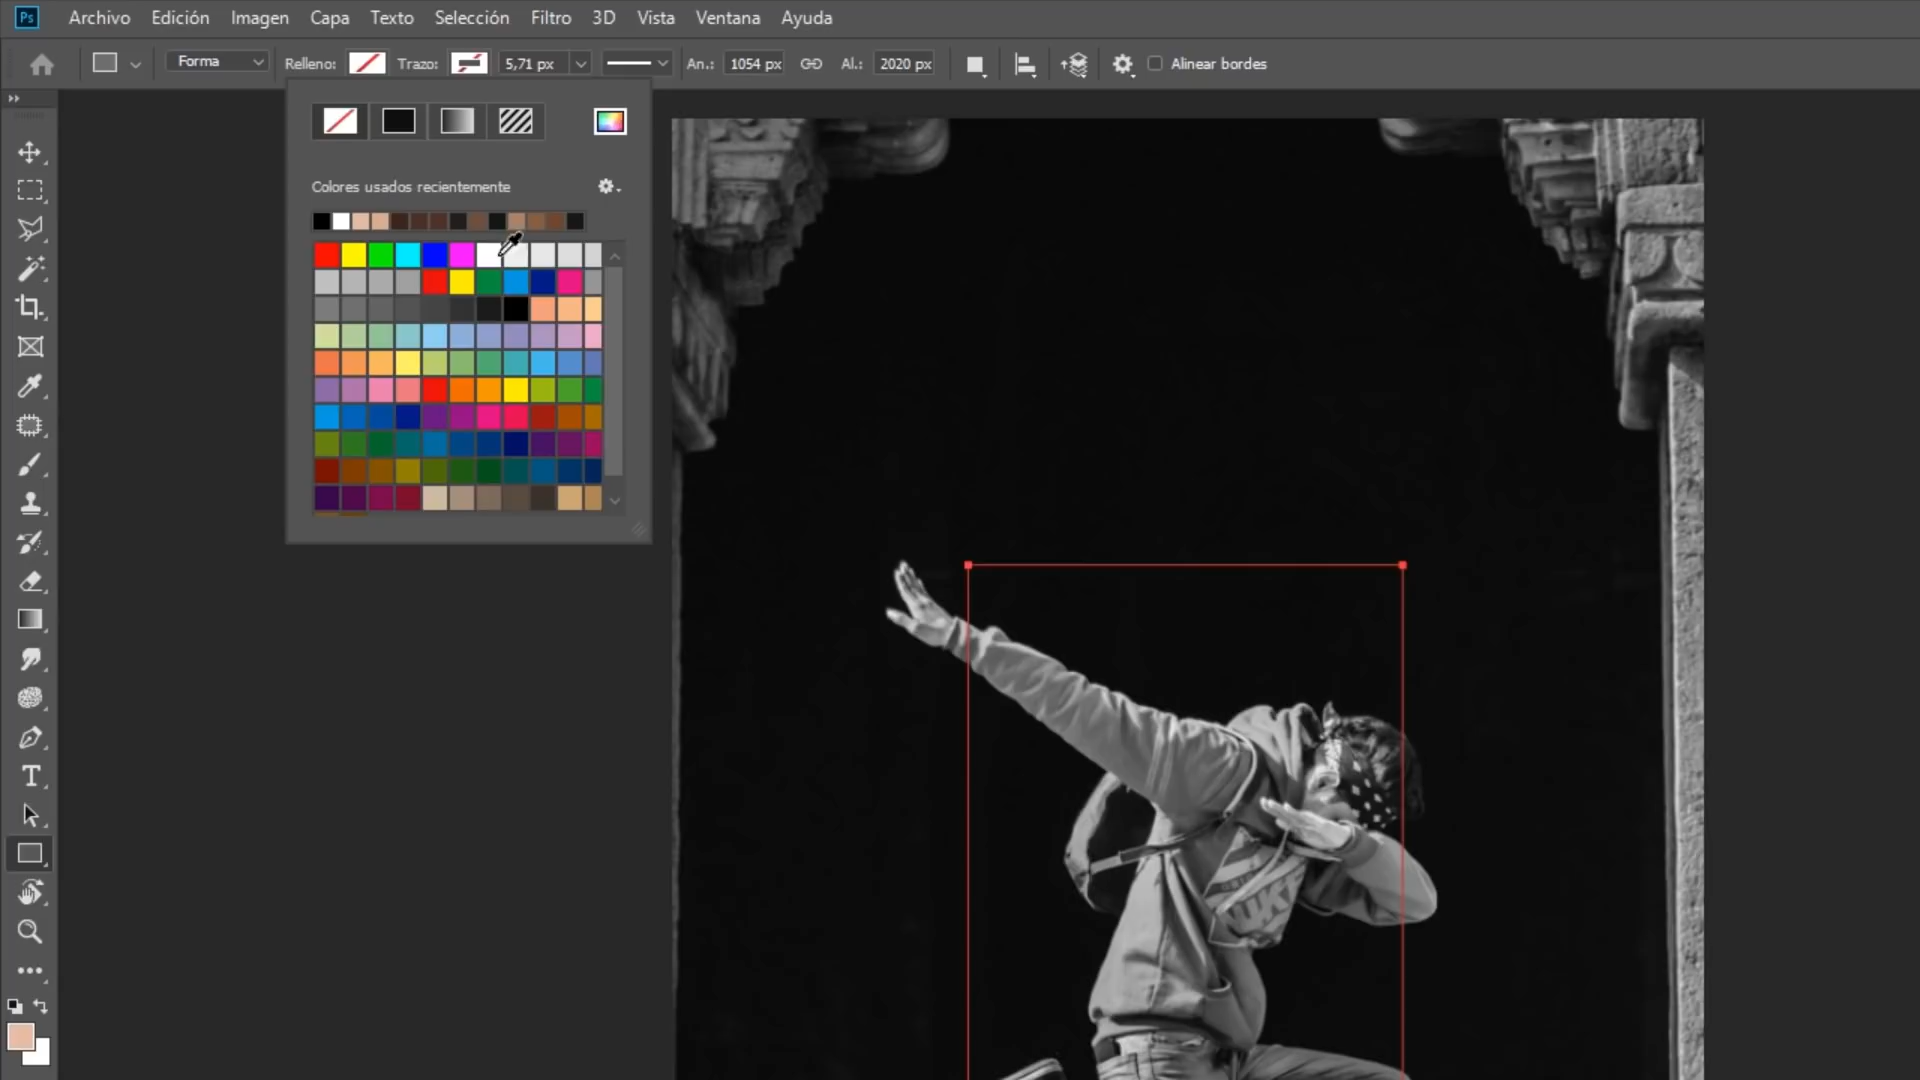 Ps Archivo Edición Imagen Capa Texto Selección Filtro 3D Vista Ventana Ayuda
Forma Relleno: Trazo: 5,71 px An.: 1054 px Al.: 2020 px Alinear bordes
Colores usados recientemente